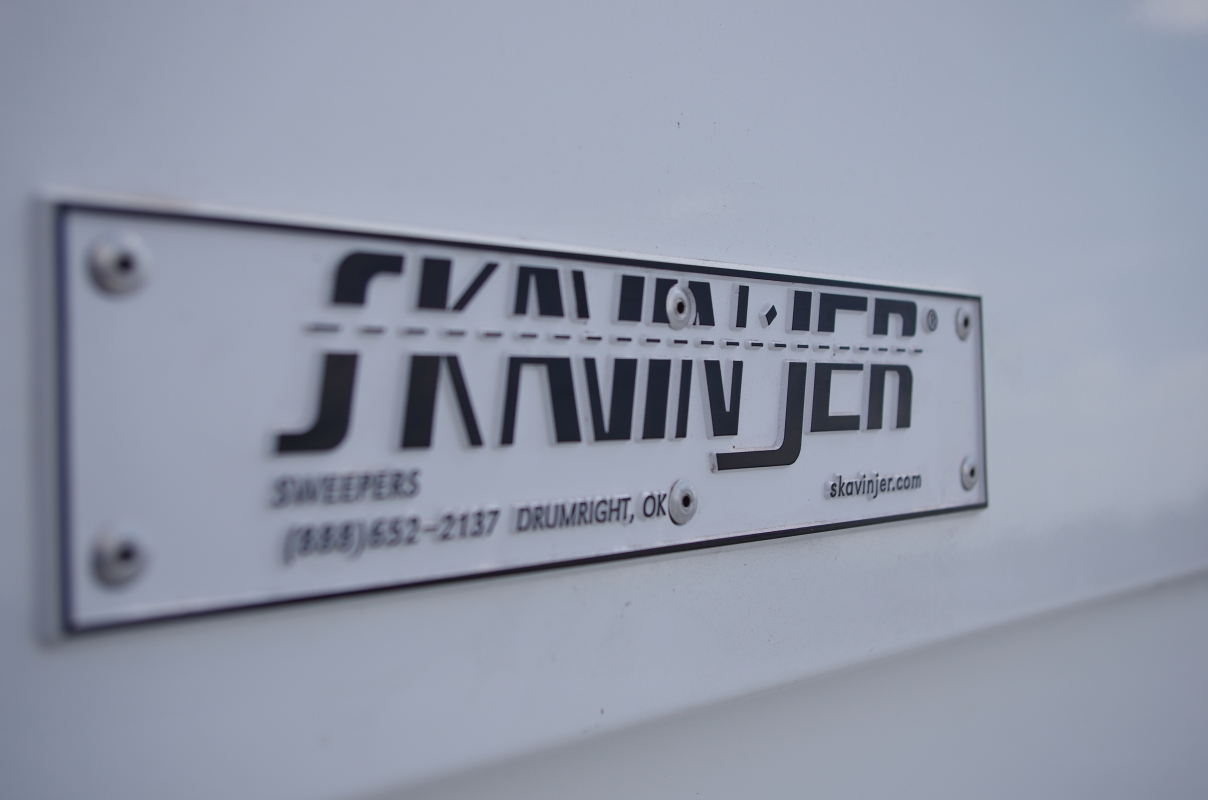 SKAVINJER®
SWEEPERS
(888)652-2137 DRUMRIGHT, OK
skavinjer.com